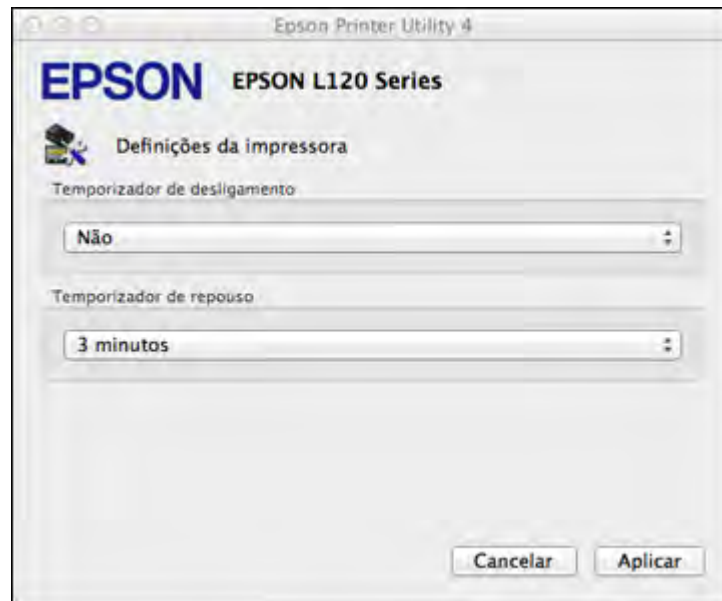 Epson Printer Utility 4
EPSON EPSON L120 Series
Definições da impressora
Temporizador de desligamento
Não
Temporizador de repouso
3 minutos
Cancelar Aplicar